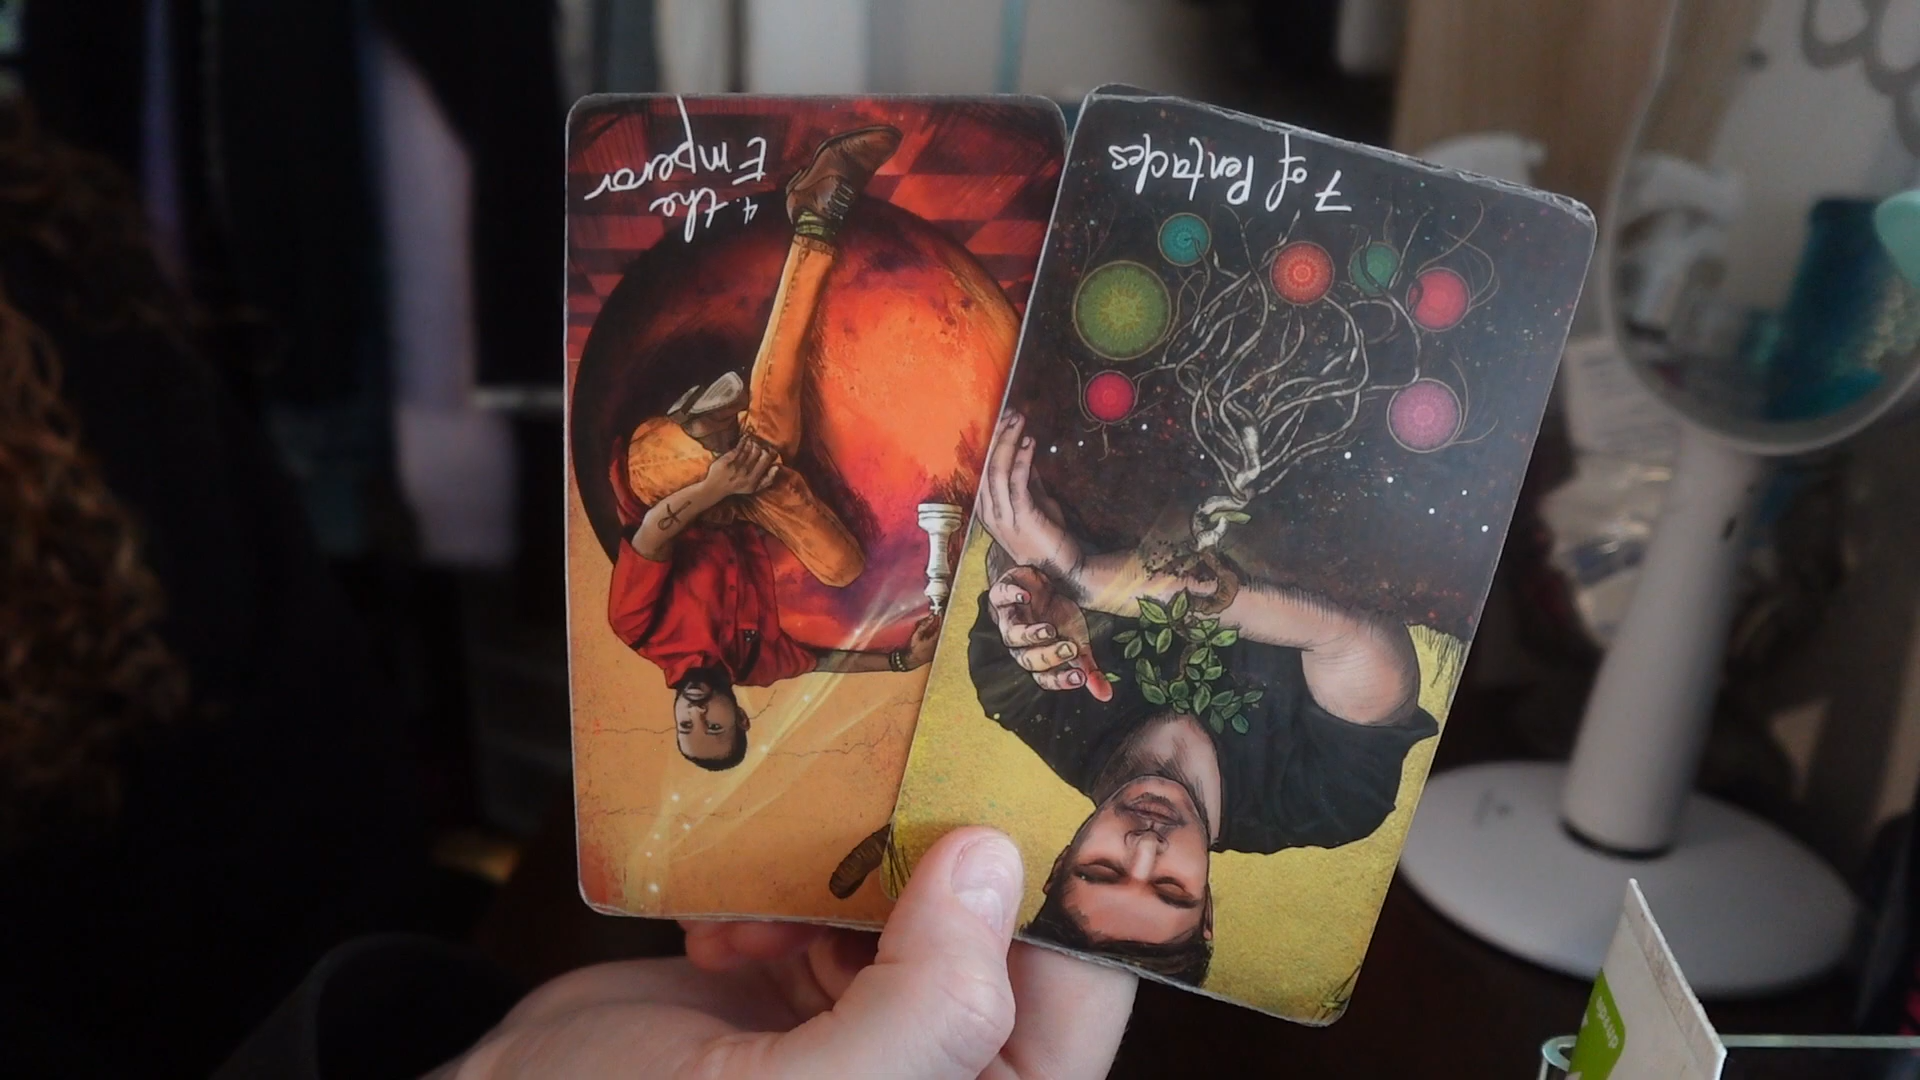 4. the
Emperor
7 of Pentacles